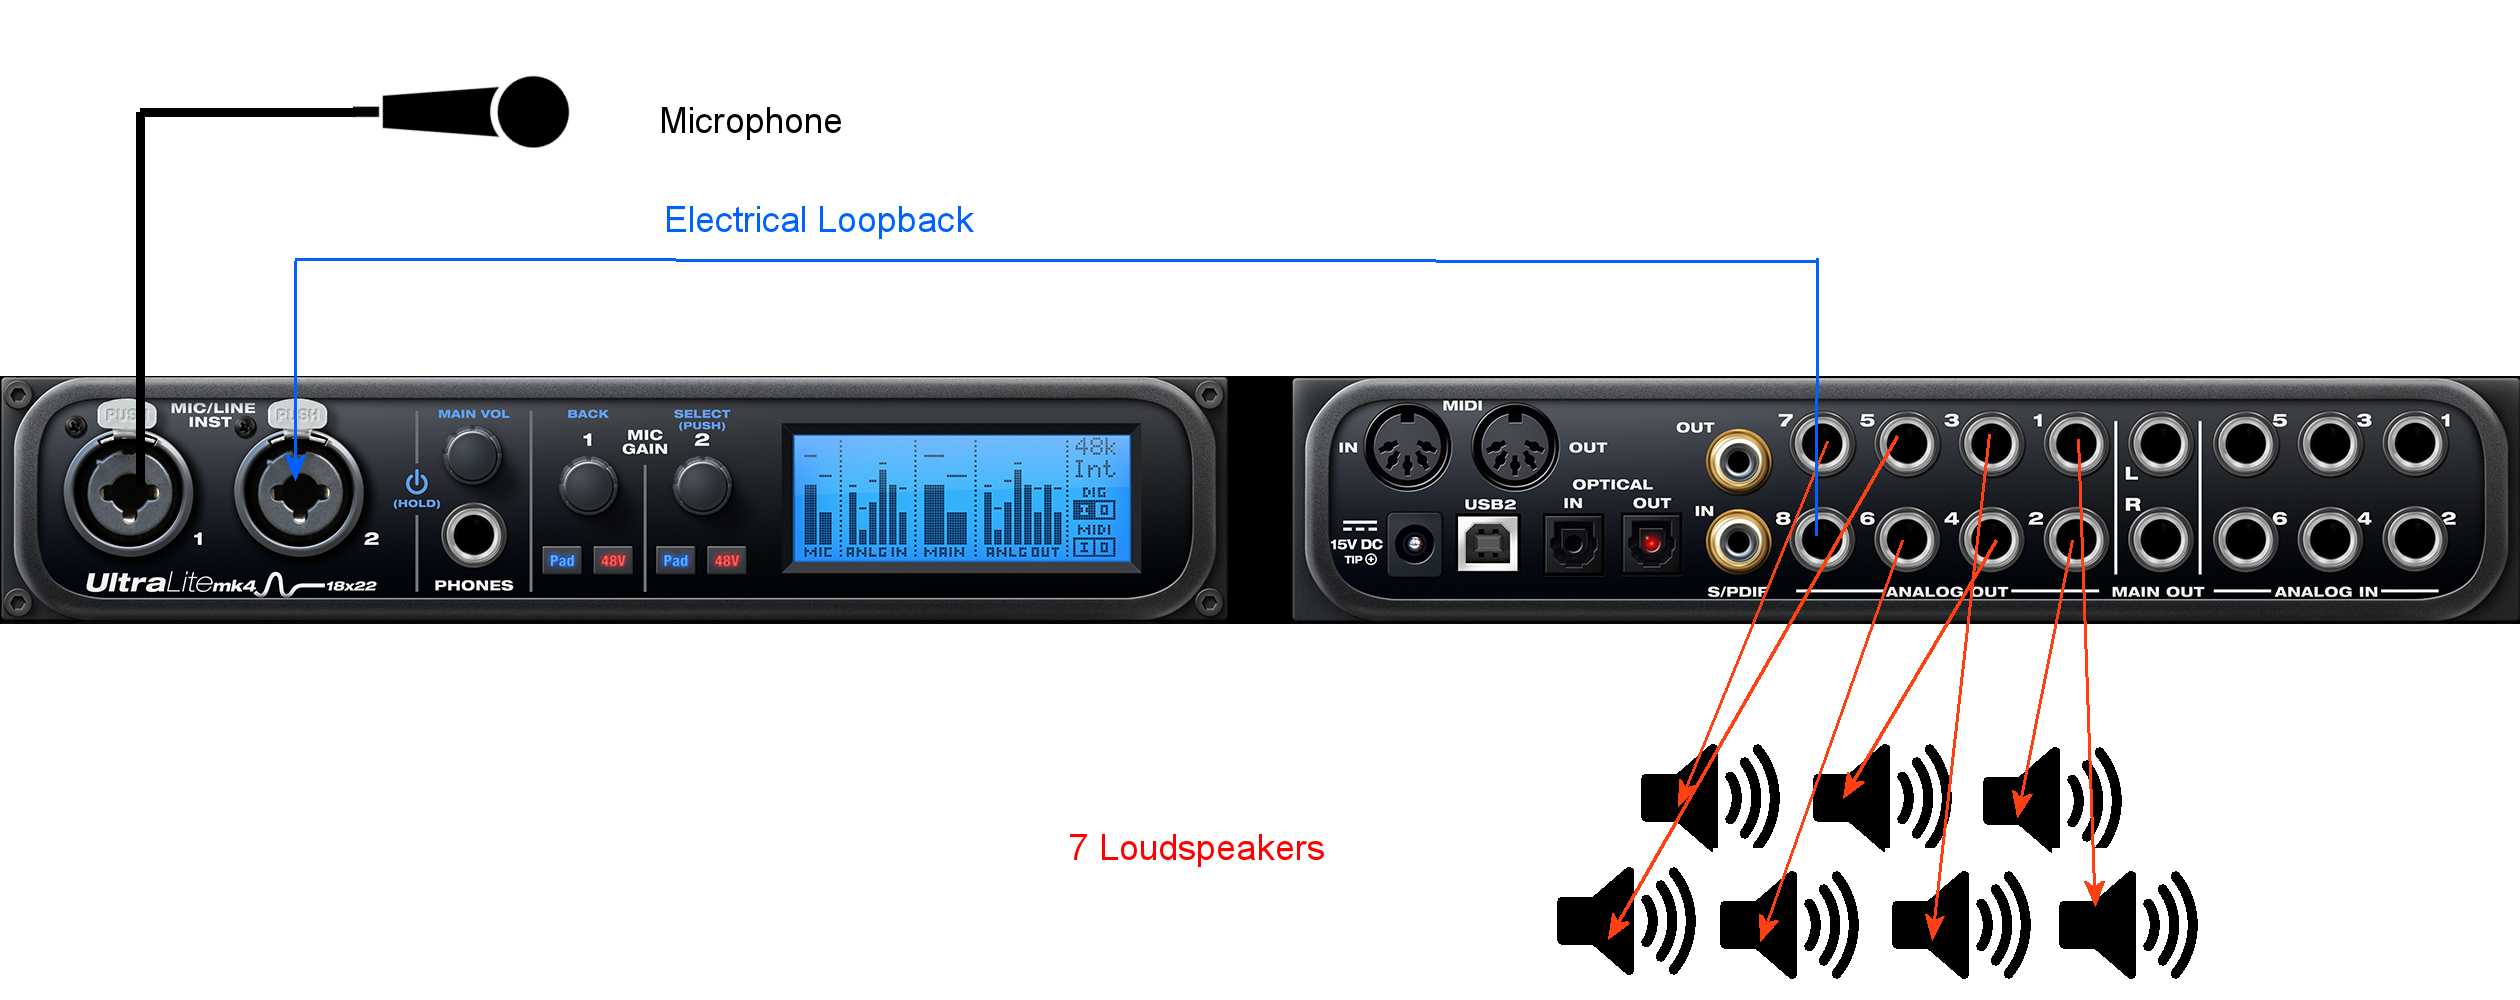 Microphone
Electrical Loopback
PUSH
MIC/LINE
INST
PUSH
1
2
UltraLite mk4 18x22
(HOLD)
MAIN VOL
PHONES
BACK
1
MIC
GAIN
SELECT
(PUSH)
2
Pad
48V
Pad
48V
48k
Int
DIG
I O
MIDI
I O
MIC
ANLG IN
MAIN
ANLG OUT
MIDI
IN
OUT
15V DC
TIP
USB2
OPTICAL
IN
OUT
OUT
IN
S/PDIF
7
5
3
1
8
6
4
2
ANALOG OUT
L
R
MAIN OUT
5
3
1
6
4
2
ANALOG IN
7 Loudspeakers